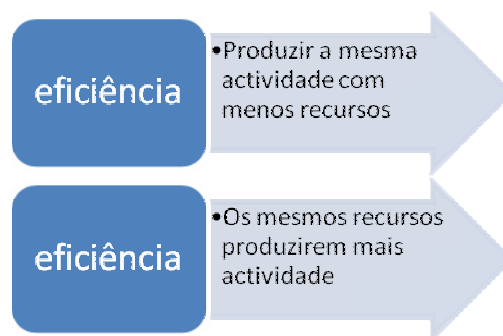 eficiência
•Produzir a mesma
actividade com
menos recursos
eficiência
•Os mesmos recursos
produzirem mais
actividade